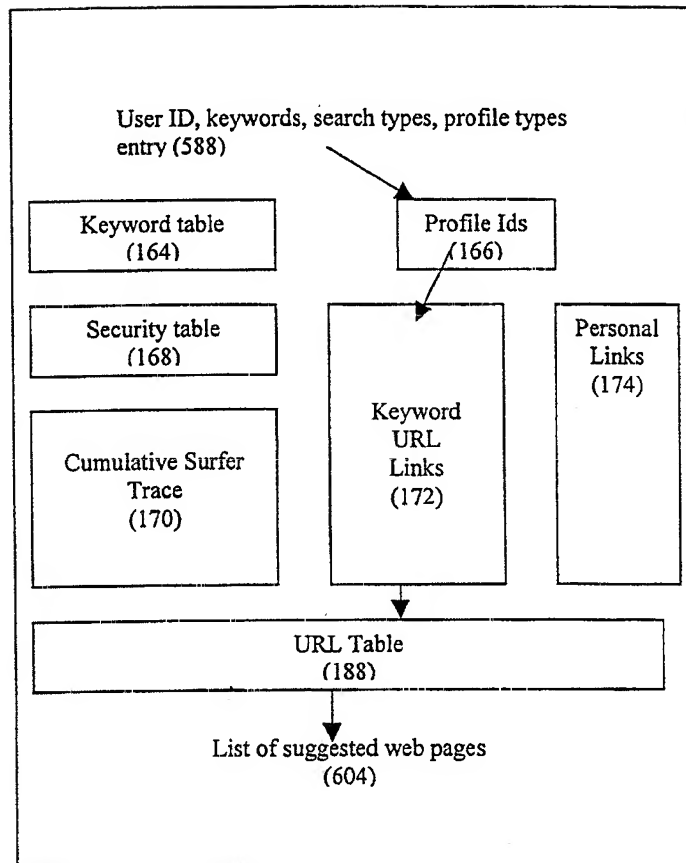 User ID, keywords, search types, profile types
entry (588)
Keyword table
(164)
Profile Ids
(166)
Security table
(168)
Personal
Links
(174)
Keyword
URL
Links
(172)
Cumulative Surfer
Trace
(170)
URL Table
(188)
List of suggested web pages
(604)